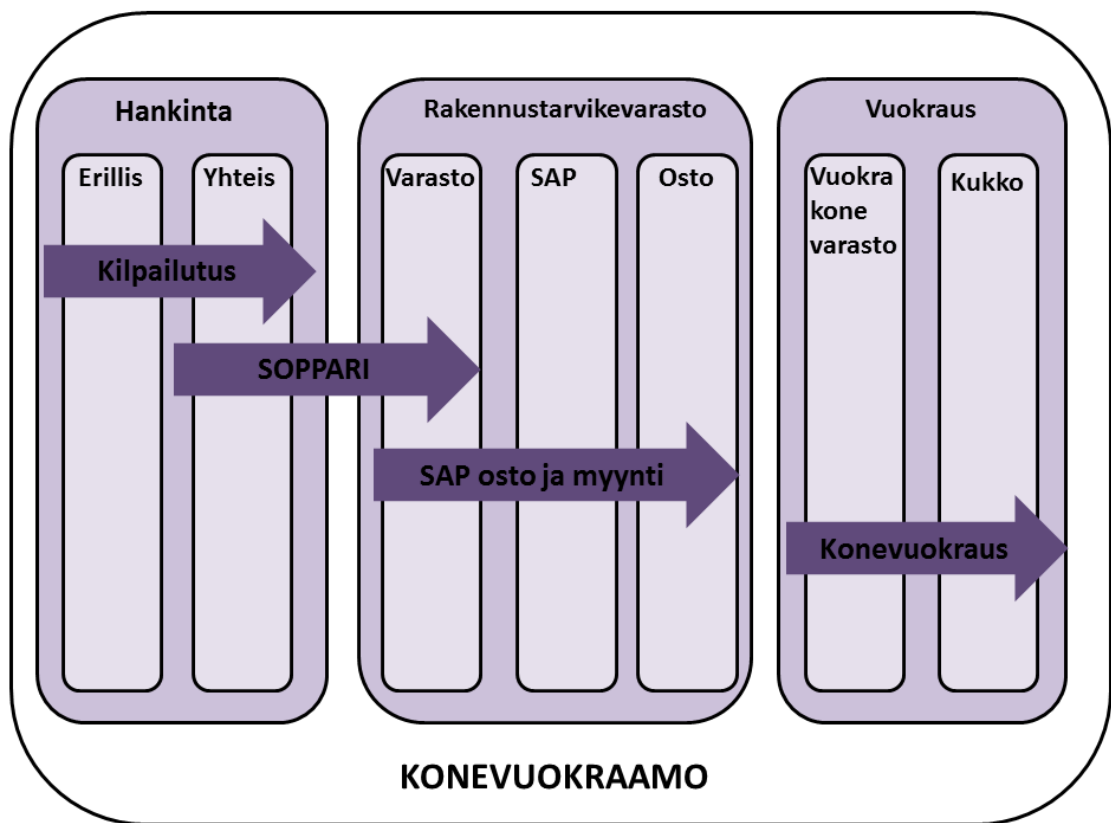 Hankinta
Rakennustarvikevarasto
Vuokraus
Erillis
Yhteis
Varasto
SAP
Osto
Vuokra
kone
varasto
Kukko
Kilpailutus
SOPPARI
SAP osto ja myynti
Konevuokraus
KONEVUOKRAAMO